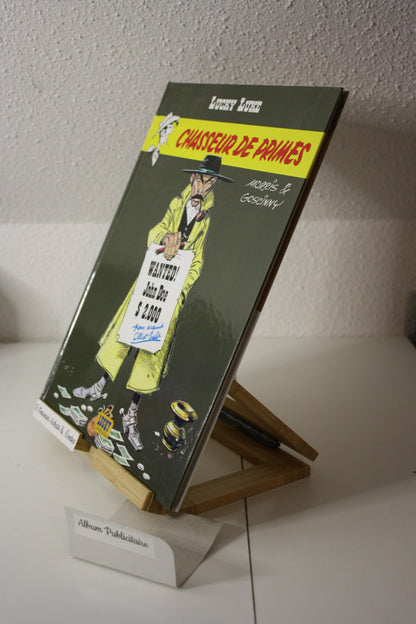 LUCKY LUKE
CHASSEUR DE PRIMES
MORRIS &
GOSCINNY
WANTED!
John Doe
$ 2.000
Album Publicitaire